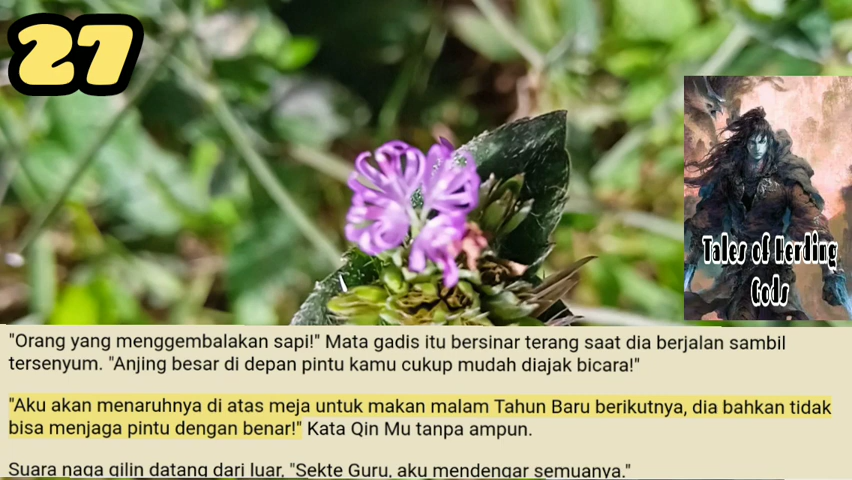 27
Tales of Herding
Gods
"Orang yang menggembalakan sapi!" Mata gadis itu bersinar terang saat dia berjalan sambil
tersenyum. "Anjing besar di depan pintu kamu cukup mudah diajak bicara!"
"Aku akan menaruhnya di atas meja untuk makan malam Tahun Baru berikutnya, dia bahkan tidak
bisa menjaga pintu dengan benar!" Kata Qin Mu tanpa ampun.
Suara naga qilin datang dari luar, "Sekte Guru, aku mendengar semuanya."